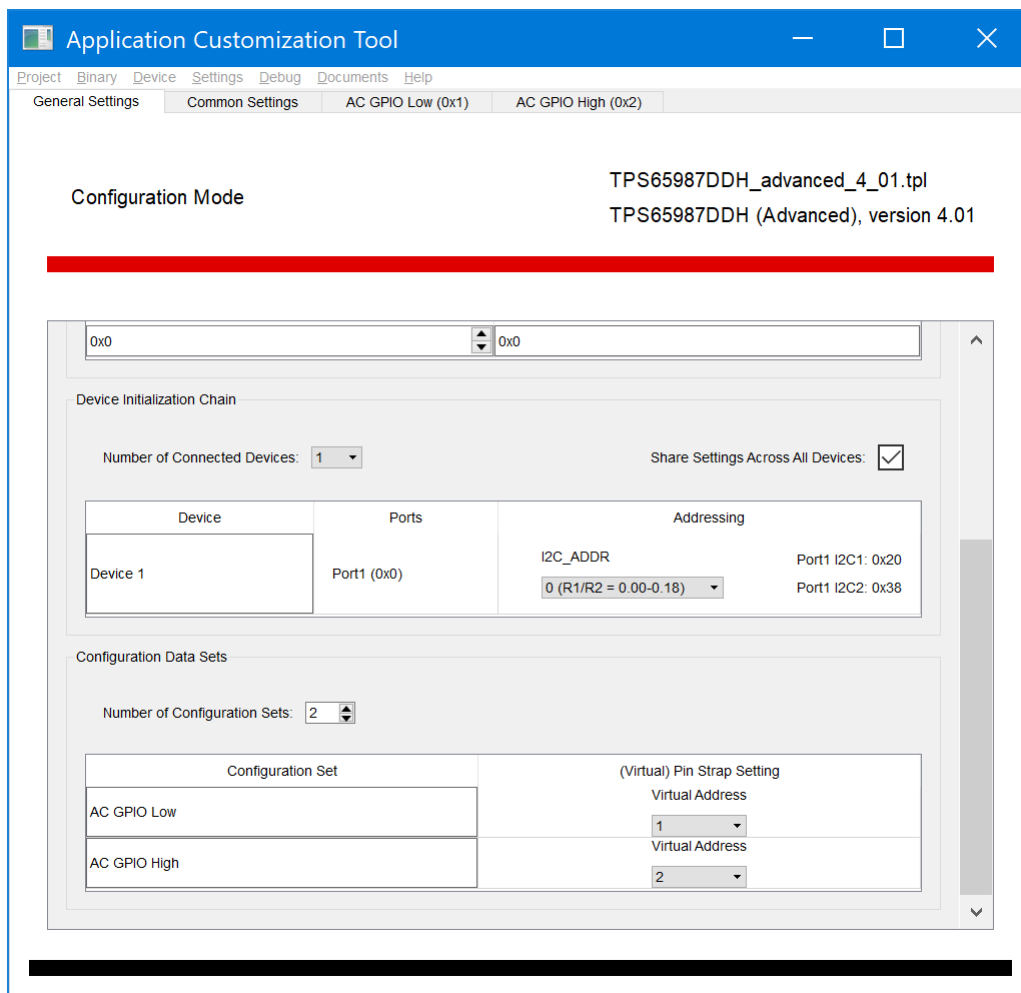 Application Customization Tool
Project Binary Device Settings Debug Documents Help
General Settings Common Settings AC GPIO Low (0x1) AC GPIO High (0x2)
Configuration Mode
TPS65987DDH_advanced_4_01.tpl
TPS65987DDH (Advanced), version 4.01
0x0 0x0
Device Initialization Chain
Number of Connected Devices: 1 Share Settings Across All Devices:
Device Ports Addressing
Device 1 Port1 (0x0)
I2C_ADDR Port1 I2C1: 0x20
0 (R1/R2 = 0.00-0.18) Port1 I2C2: 0x38
Configuration Data Sets
Number of Configuration Sets: 2
Configuration Set (Virtual) Pin Strap Setting
Virtual Address
AC GPIO Low
1
Virtual Address
AC GPIO High
2